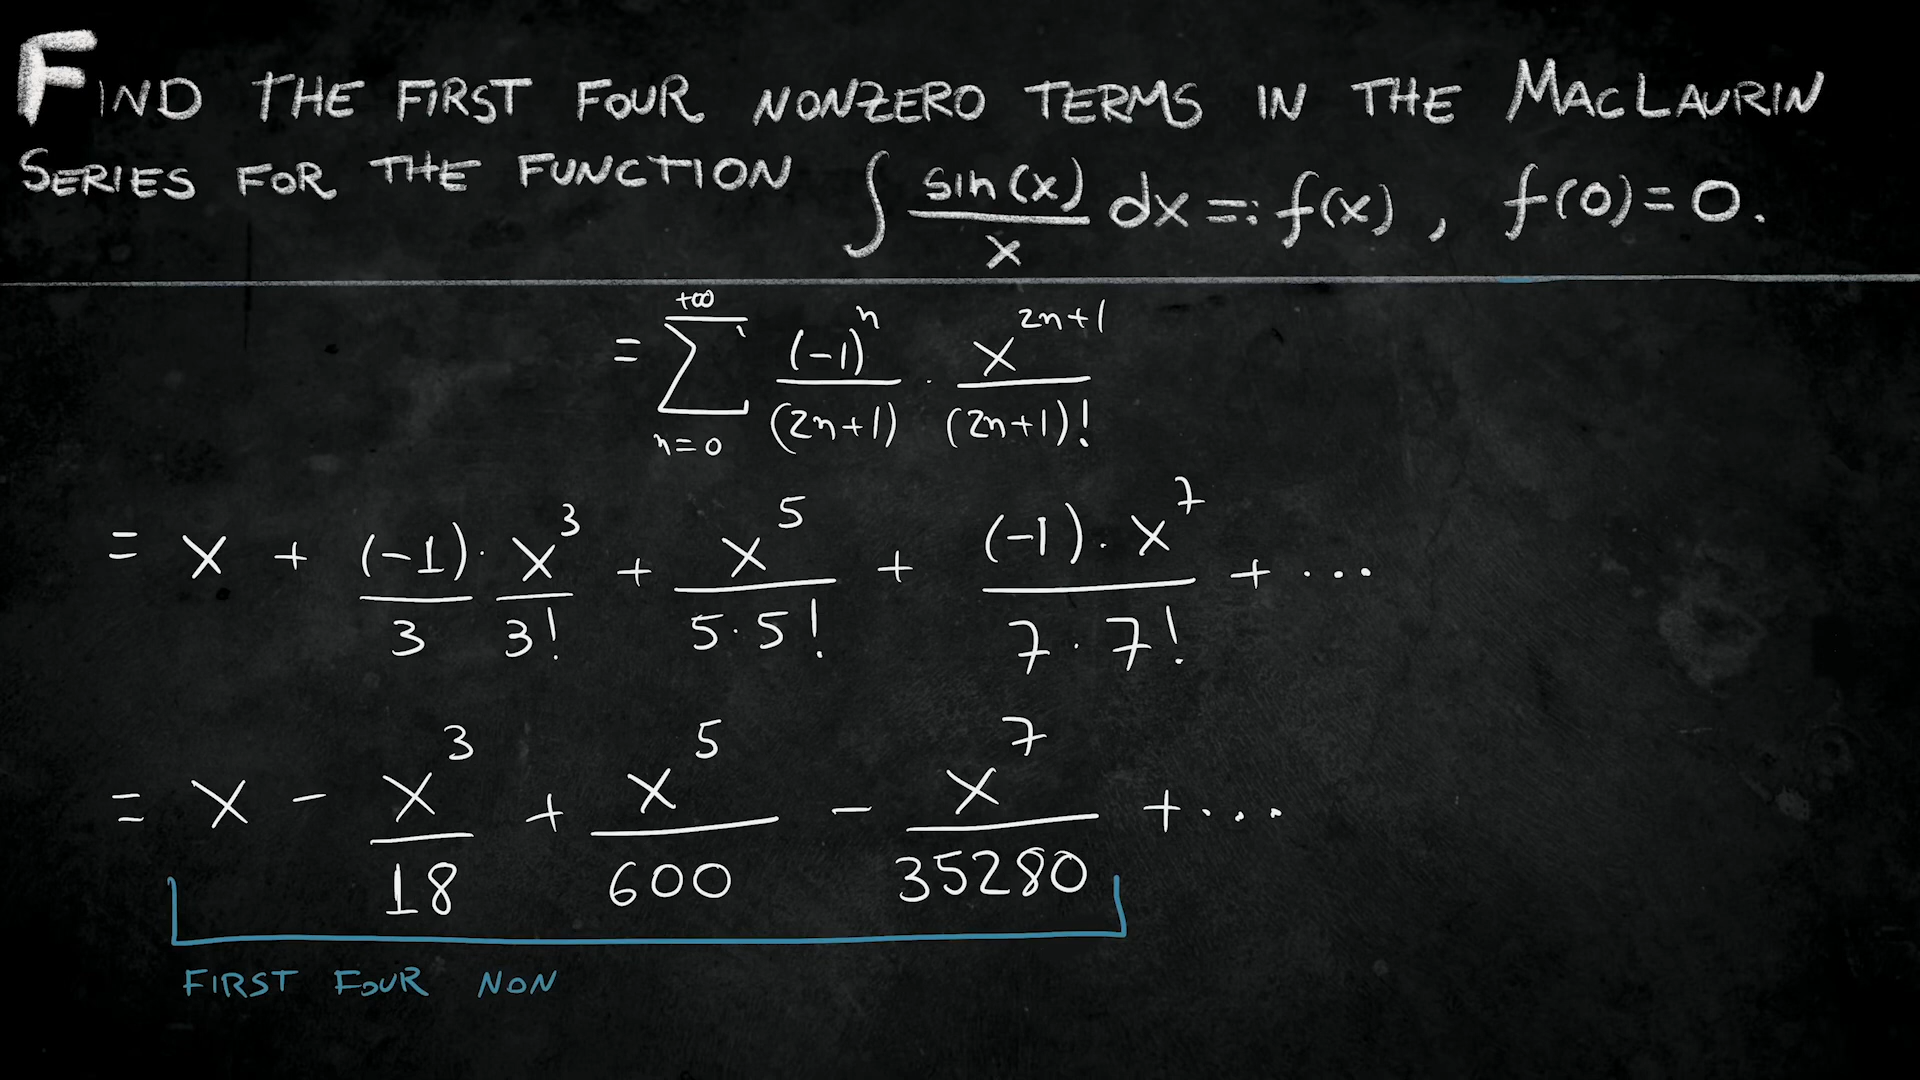 FIND THE FIRST FOUR NONZERO TERMS IN THE MACLAURIN
SERIES FOR THE FUNCTION ∫ sin(x)/x dx =: f(x) , f(0)=0.
= ∑_{n=0}^{+∞} (-1)^n/(2n+1) · x^{2n+1}/(2n+1)!
= x + (-1)/3 · x^3/3! + x^5/(5·5!) + (-1)·x^7/(7·7!) + ...
= x - x^3/18 + x^5/600 - x^7/35280 + ...
FIRST FOUR NON